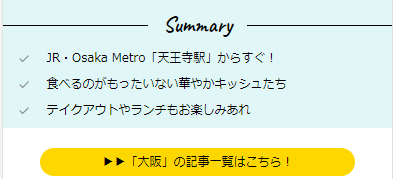 Summary
JR・Osaka Metro「天王寺駅」からすぐ！
食べるのがもったいない華やかキッシュたち
テイクアウトやランチもお楽しみあれ
▶▶「大阪」の記事一覧はこちら！